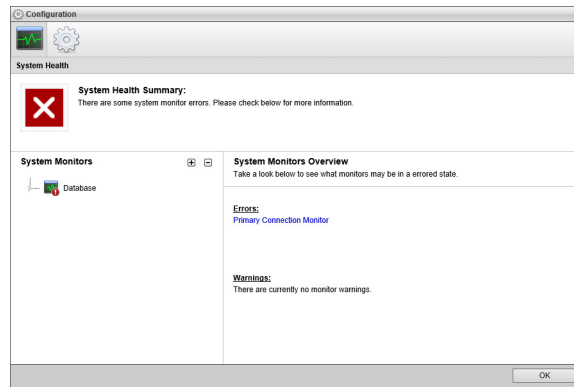 Configuration
System Health
System Health Summary:
There are some system monitor errors. Please check below for more information.
System Monitors
Database
System Monitors Overview
Take a look below to see what monitors may be in a errored state.
Errors:
Primary Connection Monitor
Warnings:
There are currently no monitor warnings.
OK